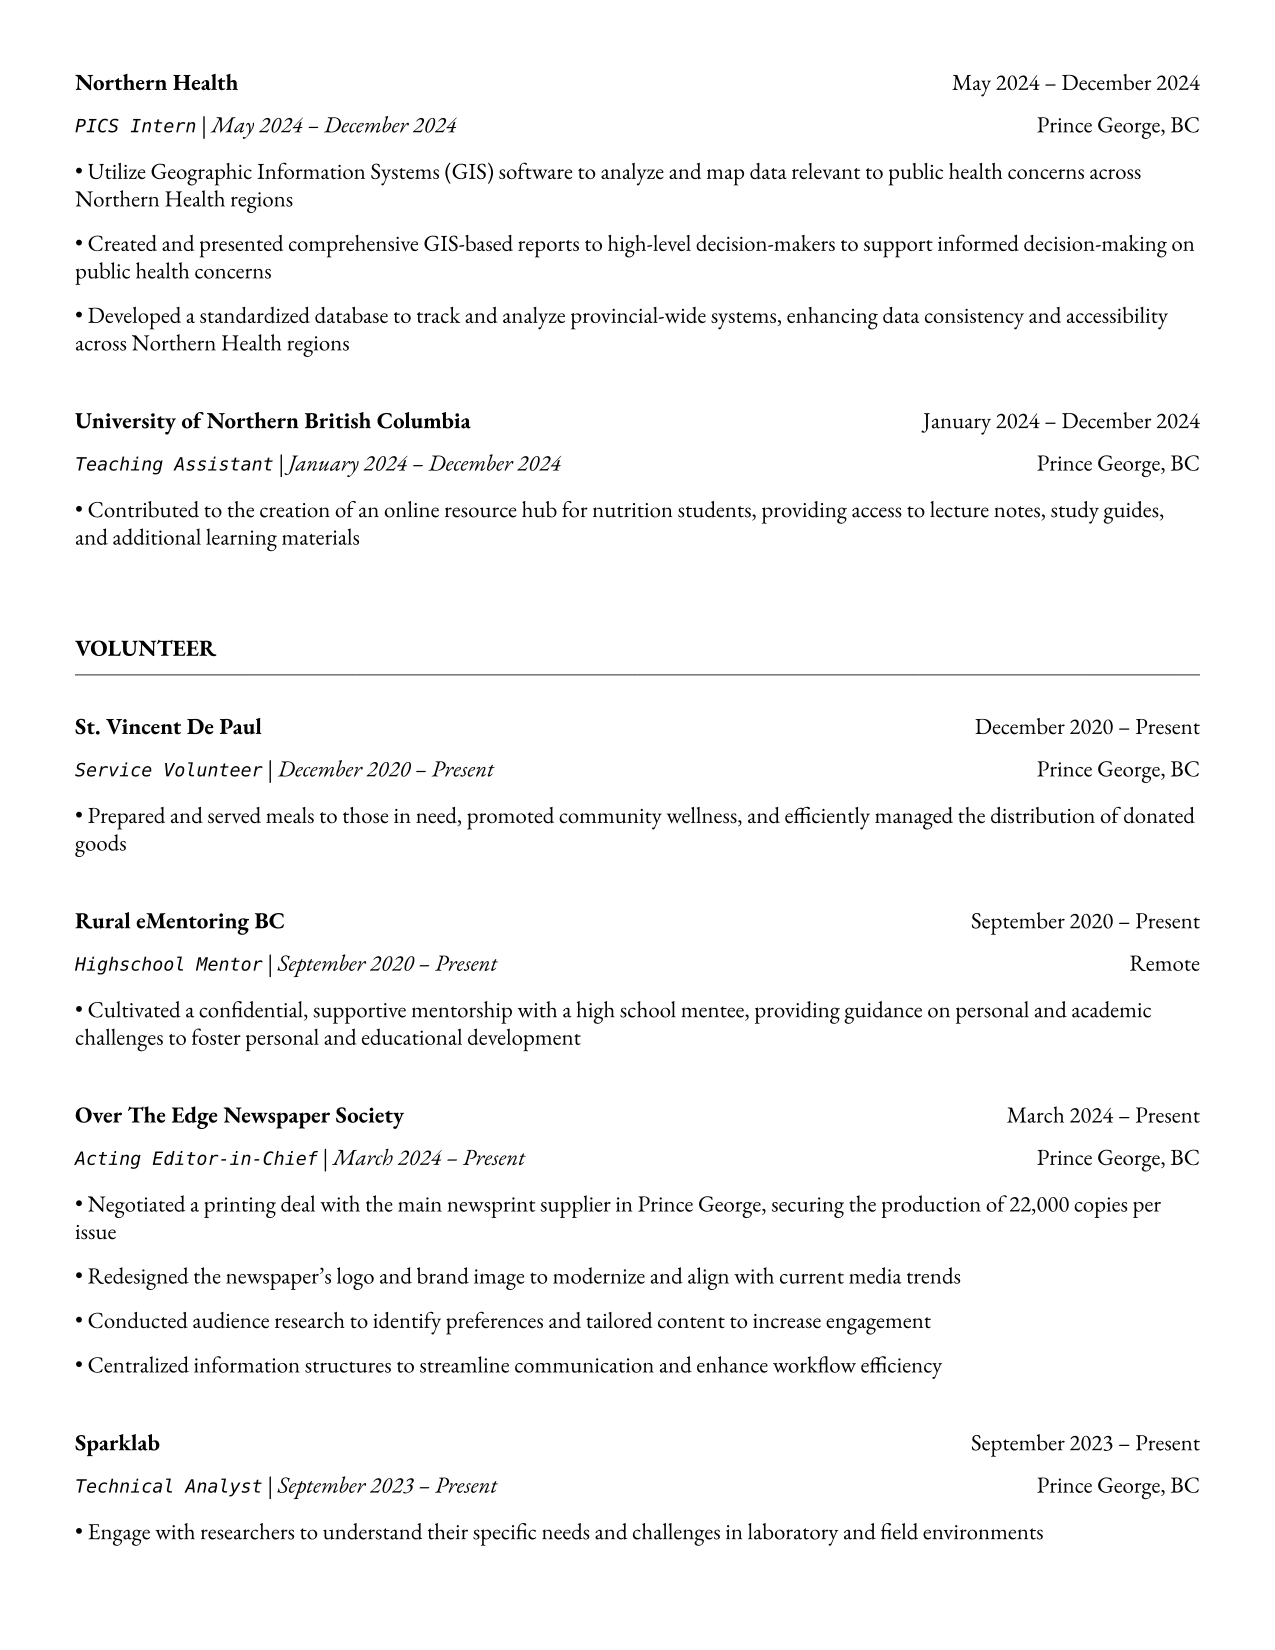 Northern Health May 2024 – December 2024
PICS Intern | May 2024 – December 2024 Prince George, BC
• Utilize Geographic Information Systems (GIS) software to analyze and map data relevant to public health concerns across
Northern Health regions
• Created and presented comprehensive GIS-based reports to high-level decision-makers to support informed decision-making on
public health concerns
• Developed a standardized database to track and analyze provincial-wide systems, enhancing data consistency and accessibility
across Northern Health regions
University of Northern British Columbia January 2024 – December 2024
Teaching Assistant | January 2024 – December 2024 Prince George, BC
• Contributed to the creation of an online resource hub for nutrition students, providing access to lecture notes, study guides,
and additional learning materials
VOLUNTEER
St. Vincent De Paul December 2020 – Present
Service Volunteer | December 2020 – Present Prince George, BC
• Prepared and served meals to those in need, promoted community wellness, and efficiently managed the distribution of donated
goods
Rural eMentoring BC September 2020 – Present
Highschool Mentor | September 2020 – Present Remote
• Cultivated a confidential, supportive mentorship with a high school mentee, providing guidance on personal and academic
challenges to foster personal and educational development
Over The Edge Newspaper Society March 2024 – Present
Acting Editor-in-Chief | March 2024 – Present Prince George, BC
• Negotiated a printing deal with the main newsprint supplier in Prince George, securing the production of 22,000 copies per
issue
• Redesigned the newspaper’s logo and brand image to modernize and align with current media trends
• Conducted audience research to identify preferences and tailored content to increase engagement
• Centralized information structures to streamline communication and enhance workflow efficiency
Sparklab September 2023 – Present
Technical Analyst | September 2023 – Present Prince George, BC
• Engage with researchers to understand their specific needs and challenges in laboratory and field environments